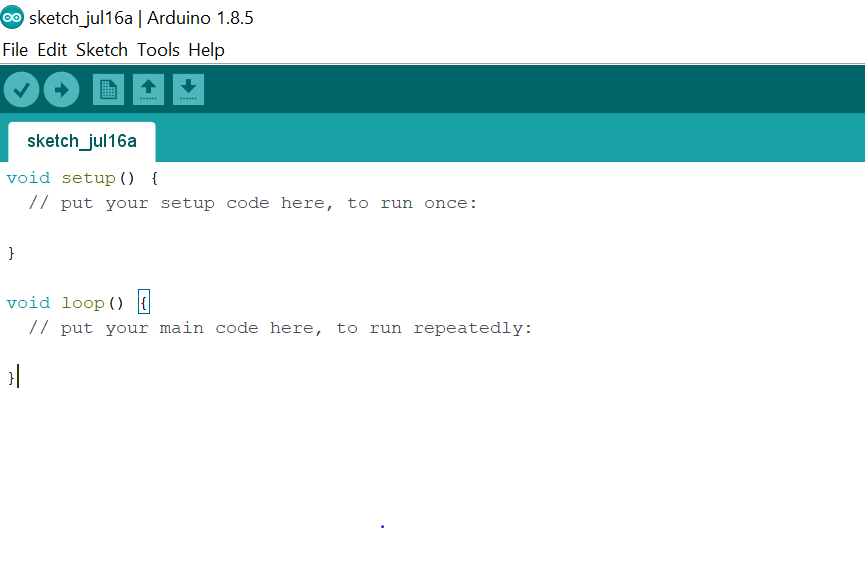 sketch_jul16a | Arduino 1.8.5
File Edit Sketch Tools Help
sketch_jul16a
void setup() {
  // put your setup code here, to run once:
}
void loop() {
  // put your main code here, to run repeatedly:
}